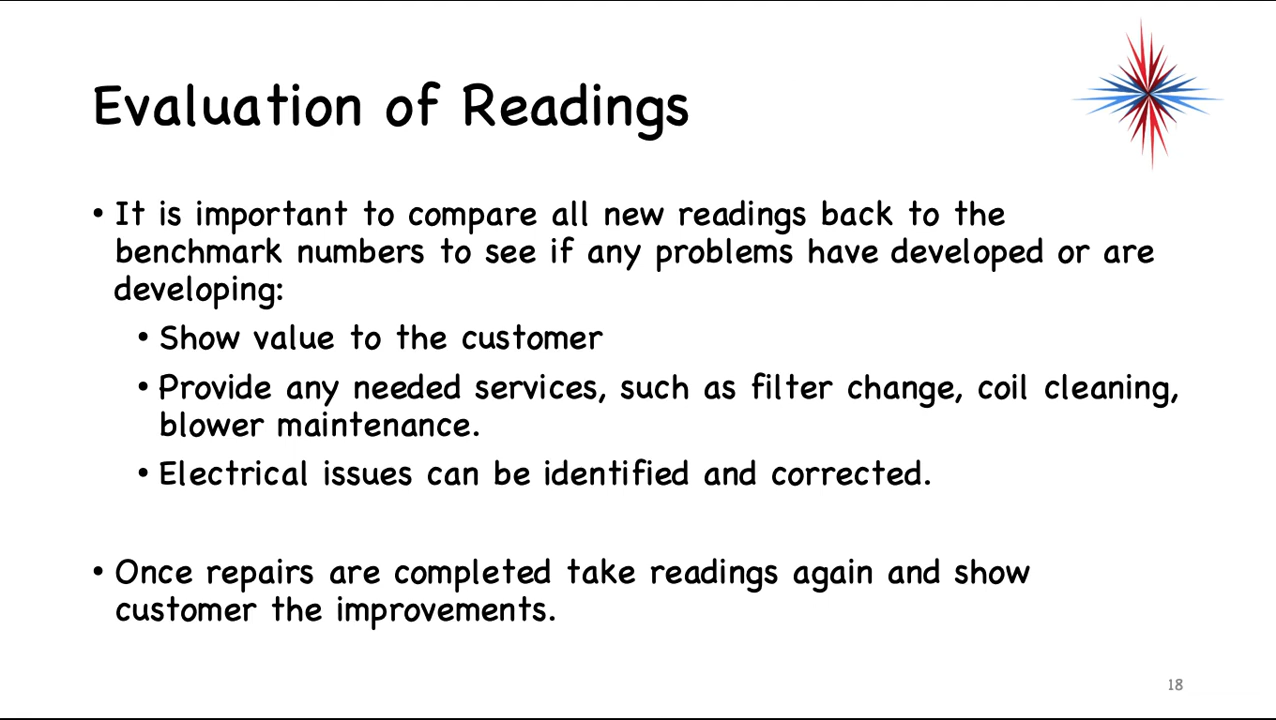 Evaluation of Readings
• It is important to compare all new readings back to the
benchmark numbers to see if any problems have developed or are
developing:
• Show value to the customer
• Provide any needed services, such as filter change, coil cleaning,
blower maintenance.
• Electrical issues can be identified and corrected.
• Once repairs are completed take readings again and show
customer the improvements.
18